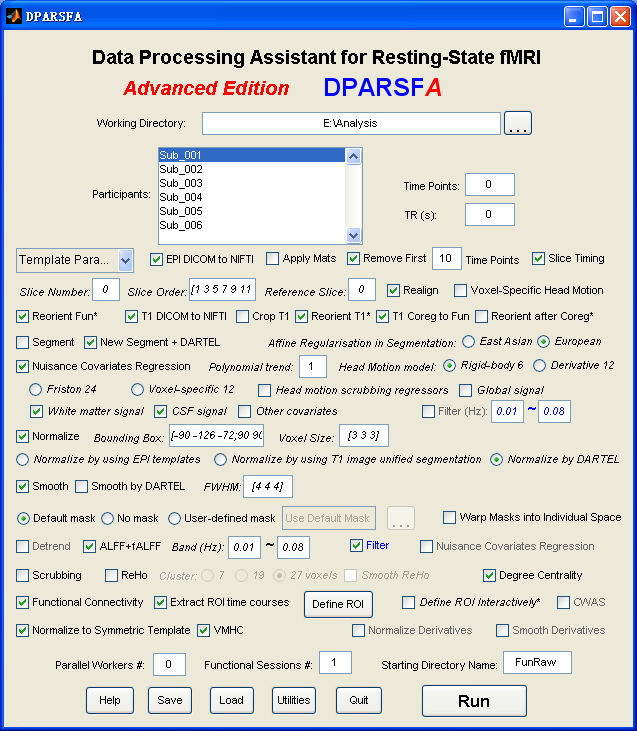 DPARSFA
Data Processing Assistant for Resting-State fMRI
Advanced Edition DPARSFA
Working Directory: E:\Analysis ...
Participants: Sub_001
Sub_002
Sub_003
Sub_004
Sub_005
Sub_006
Time Points: 0
TR (s): 0
Template Para... EPI DICOM to NIFTI Apply Mats Remove First 10 Time Points Slice Timing
Slice Number: 0 Slice Order: [1 3 5 7 9 11 Reference Slice: 0 Realign Voxel-Specific Head Motion
Reorient Fun* T1 DICOM to NIFTI Crop T1 Reorient T1* T1 Coreg to Fun Reorient after Coreg*
Segment New Segment + DARTEL Affine Regularisation in Segmentation: East Asian European
Nuisance Covariates Regression Polynomial trend: 1 Head Motion model: Rigid-body 6 Derivative 12
Friston 24 Voxel-specific 12 Head motion scrubbing regressors Global signal
White matter signal CSF signal Other covariates Filter (Hz): 0.01 ~ 0.08
Normalize Bounding Box: [-90 -126 -72;90 90 Voxel Size: [3 3 3]
Normalize by using EPI templates Normalize by using T1 image unified segmentation Normalize by DARTEL
Smooth Smooth by DARTEL FWHM: [4 4 4]
Default mask No mask User-defined mask Use Default Mask ... Warp Masks into Individual Space
Detrend ALFF+fALFF Band (Hz): 0.01 ~ 0.08 Filter Nuisance Covariates Regression
Scrubbing ReHo Cluster: 7 19 27 voxels Smooth ReHo Degree Centrality
Functional Connectivity Extract ROI time courses Define ROI Define ROI Interactively* CWAS
Normalize to Symmetric Template VMHC Normalize Derivatives Smooth Derivatives
Parallel Workers #: 0 Functional Sessions #: 1 Starting Directory Name: FunRaw
Help Save Load Utilities Quit Run